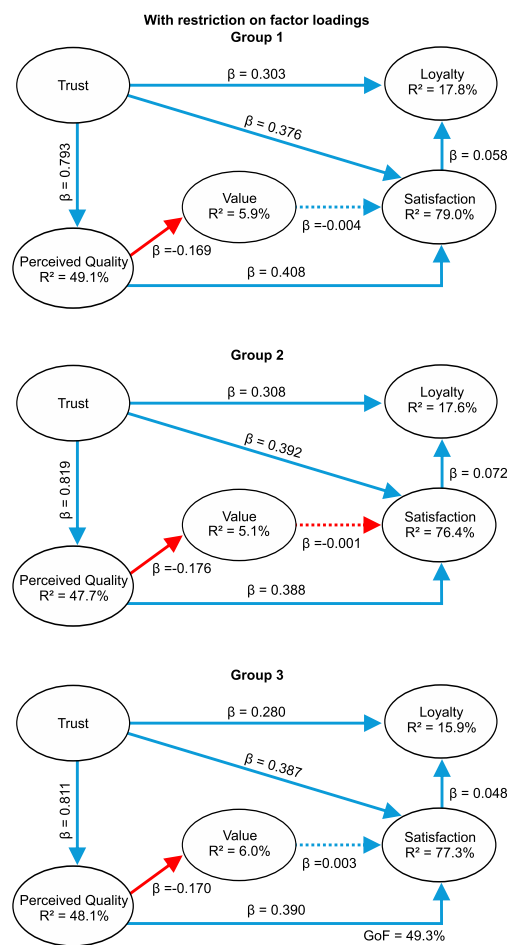 With restriction on factor loadings
Group 1
Trust
β = 0.303
Loyalty
R² = 17.8%
β = 0.376
β = 0.793
β = 0.058
Value
R² = 5.9%
β =-0.004
Satisfaction
R² = 79.0%
β =-0.169
Perceived Quality
R² = 49.1%
β = 0.408
Group 2
Trust
β = 0.308
Loyalty
R² = 17.6%
β = 0.392
β = 0.819
β = 0.072
Value
R² = 5.1%
β =-0.001
Satisfaction
R² = 76.4%
β =-0.176
Perceived Quality
R² = 47.7%
β = 0.388
Group 3
Trust
β = 0.280
Loyalty
R² = 15.9%
β = 0.387
β = 0.811
β = 0.048
Value
R² = 6.0%
β =0.003
Satisfaction
R² = 77.3%
β =-0.170
Perceived Quality
R² = 48.1%
β = 0.390
GoF = 49.3%